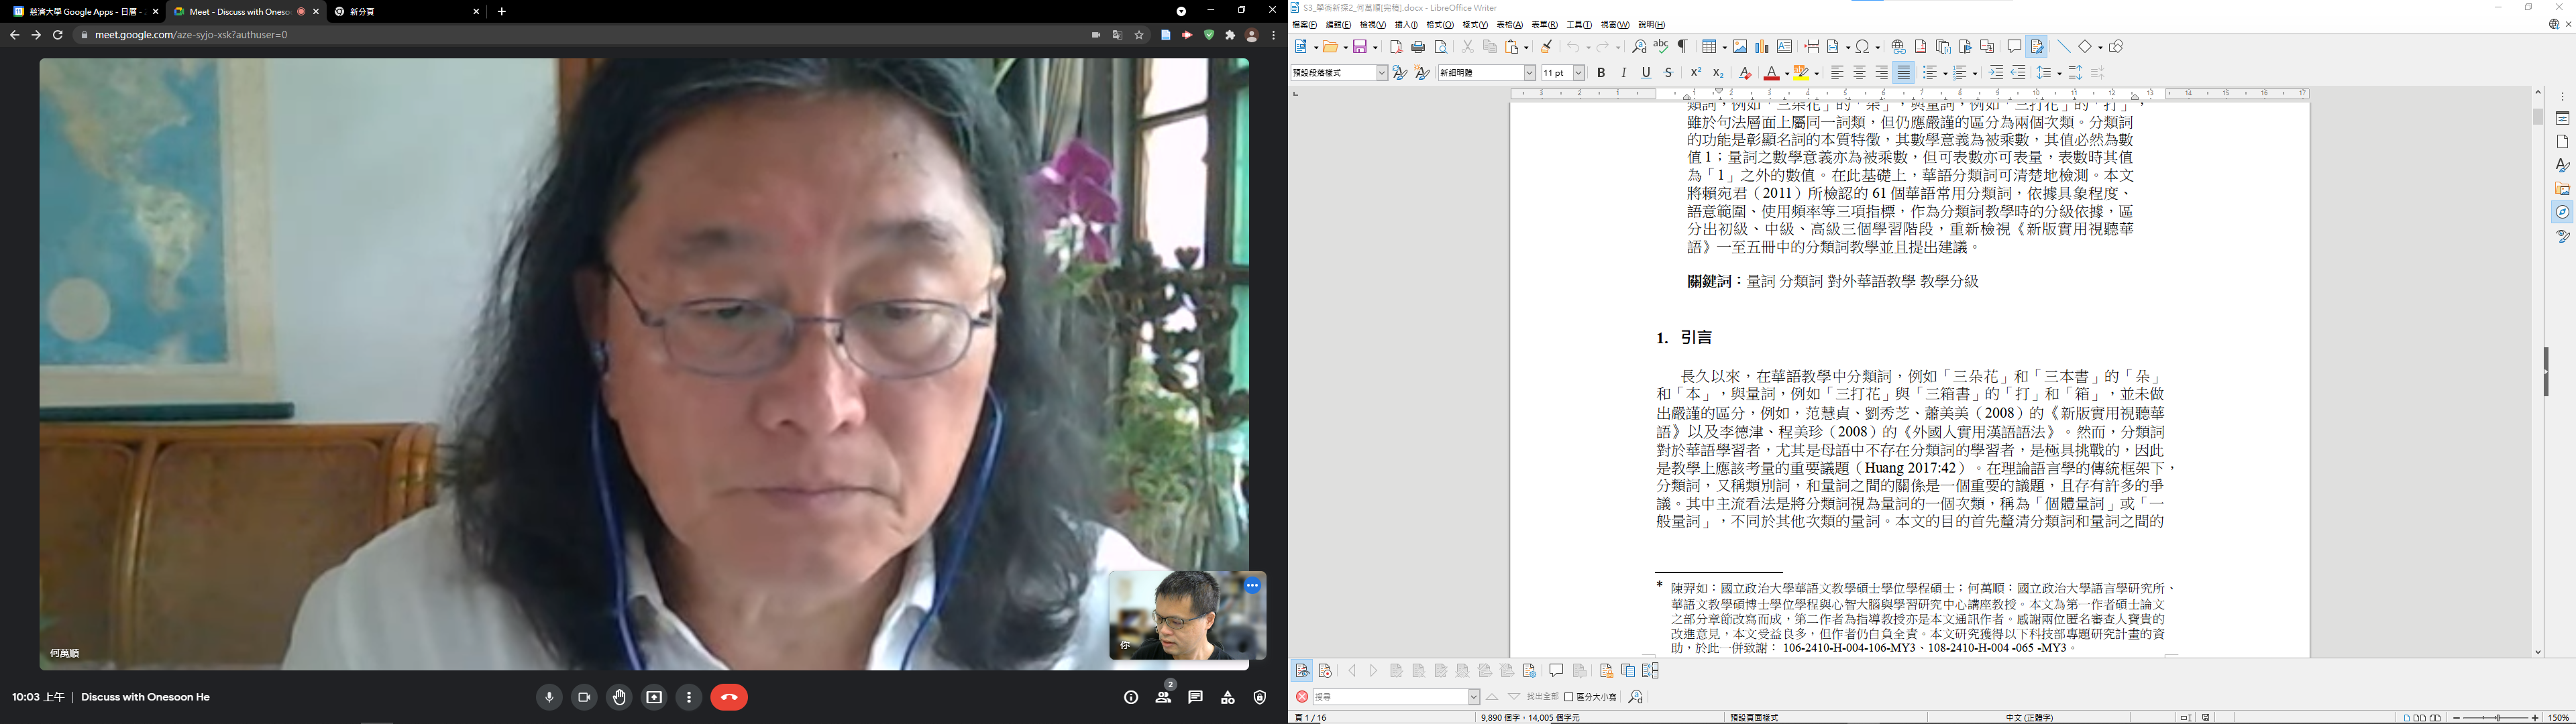 慈濟大學 Google Apps - 日曆 -
Meet - Discuss with Onesoo
新分頁
meet.google.com/aze-syjo-xsk?authuser=0
何萬順
你
10:03 上午 | Discuss with Onesoon He
2
S3_學術新探2_何萬順[完稿].docx - LibreOffice Writer
檔案(F) 編輯(E) 檢視(V) 插入(I) 格式(O) 樣式(Y) 表格(A) 表單(R) 工具(T) 視窗(W) 說明(H)
預設段落樣式 新細明體 11 pt
類詞，例如「三朵花」的「朵」，與量詞，例如「三打花」的「打」，
雖於句法層面上屬同一詞類，但仍應嚴謹的區分為兩個次類。分類詞
的功能是彰顯名詞的本質特徵，其數學意義為被乘數，其值必然為數
值 1；量詞之數學意義亦為被乘數，但可表數亦可表量，表數時其值
為「1」之外的數值。在此基礎上，華語分類詞可清楚地檢測。本文
將賴宛君（2011）所檢認的 61 個華語常用分類詞，依據具象程度、
語意範圍、使用頻率等三項指標，作為分類詞教學時的分級依據，區
分出初級、中級、高級三個學習階段，重新檢視《新版實用視聽華
語》一至五冊中的分類詞教學並且提出建議。
關鍵詞：量詞 分類詞 對外華語教學 教學分級
1. 引言
長久以來，在華語教學中分類詞，例如「三朵花」和「三本書」的「朵」
和「本」，與量詞，例如「三打花」與「三箱書」的「打」和「箱」，並未做
出嚴謹的區分，例如，范慧貞、劉秀芝、蕭美美（2008）的《新版實用視聽華
語》以及李德津、程美珍（2008）的《外國人實用漢語語法》。然而，分類詞
對於華語學習者，尤其是母語中不存在分類詞的學習者，是極具挑戰的，因此
是教學上應該考量的重要議題（Huang 2017:42）。在理論語言學的傳統框架下，
分類詞，又稱類別詞，和量詞之間的關係是一個重要的議題，且存有許多的爭
議。其中主流看法是將分類詞視為量詞的一個次類，稱為「個體量詞」或「一
般量詞」，不同於其他次類的量詞。本文的目的首先釐清分類詞和量詞之間的
* 陳羿如：國立政治大學華語文教學碩士學位學程碩士；何萬順：國立政治大學語言學研究所、
華語文教學碩博士學位學程與心智大腦與學習研究中心講座教授。本文為第一作者碩士論文
之部分章節改寫而成，第二作者為指導教授亦是本文通訊作者。感謝兩位匿名審查人寶貴的
改進意見，本文受益良多，但作者仍自負全責。本文研究獲得以下科技部專題研究計畫的資
助，於此一併致謝： 106-2410-H-004-106-MY3、108-2410-H-004 -065 -MY3。
搜尋 找出全部 區分大小寫
頁 1 / 16 9,890 個字，14,005 個字元 預設頁面樣式 中文 (正體字) 150%